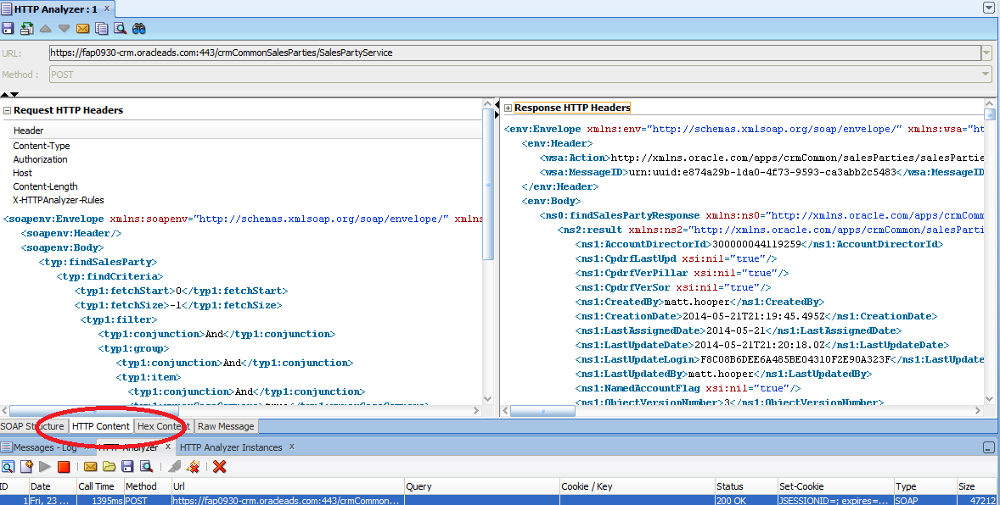 HTTP Analyzer : 1
URL: https://fap0930-crm.oracleads.com:443/crmCommonSalesParties/SalesPartyService
Method : POST
Request HTTP Headers
Header
Content-Type
Authorization
Host
Content-Length
X-HTTPAnalyzer-Rules
<soapenv:Envelope xmlns:soapenv="http://schemas.xmlsoap.org/soap/envelope/" xmlns
<soapenv:Header/>
<soapenv:Body>
<typ:findSalesParty>
<typ:findCriteria>
<typ1:fetchStart>0</typ1:fetchStart>
<typ1:fetchSize>-1</typ1:fetchSize>
<typ1:filter>
<typ1:conjunction>And</typ1:conjunction>
<typ1:group>
<typ1:conjunction>And</typ1:conjunction>
<typ1:item>
<typ1:conjunction>And</typ1:conjunction>
Response HTTP Headers
<env:Envelope xmlns:env="http://schemas.xmlsoap.org/soap/envelope/" xmlns:wsa="ht
<env:Header>
<wsa:Action>http://xmlns.oracle.com/apps/crmCommon/salesParties/salesPartie
<wsa:MessageID>urn:uuid:e874a29b-1da0-4f73-9593-ca3abb2c5483</wsa:MessageID
</env:Header>
<env:Body>
<ns0:findSalesPartyResponse xmlns:ns0="http://xmlns.oracle.com/apps/crmComm
<ns2:result xmlns:ns2="http://xmlns.oracle.com/apps/crmCommon/salesParti
<ns1:AccountDirectorId>300000044119259</ns1:AccountDirectorId>
<ns1:CpdrfLastUpd xsi:nil="true"/>
<ns1:CpdrfVerPillar xsi:nil="true"/>
<ns1:CpdrfVerSor xsi:nil="true"/>
<ns1:CreatedBy>matt.hooper</ns1:CreatedBy>
<ns1:CreationDate>2014-05-21T21:19:45.495Z</ns1:CreationDate>
<ns1:LastAssignedDate>2014-05-21</ns1:LastAssignedDate>
<ns1:LastUpdateDate>2014-05-21T21:20:18.0Z</ns1:LastUpdateDate>
<ns1:LastUpdateLogin>F8C08B6DEE6A485BE04310F2E90A323F</ns1:LastUpdate
<ns1:LastUpdatedBy>matt.hooper</ns1:LastUpdatedBy>
<ns1:NamedAccountFlag xsi:nil="true"/>
<ns1:ObjectVersionNumber>3</ns1:ObjectVersionNumber>
SOAP Structure HTTP Content Hex Content Raw Message
Messages - Log HTTP Analyzer HTTP Analyzer Instances
ID Date Call Time Method Url Query Cookie / Key Status Set-Cookie Type Size
1 Fri, 23 ... 1395ms POST https://fap0930-crm.oracleads.com:443/crmCommon... 200 OK JSESSIONID=; expires=... SOAP 47212